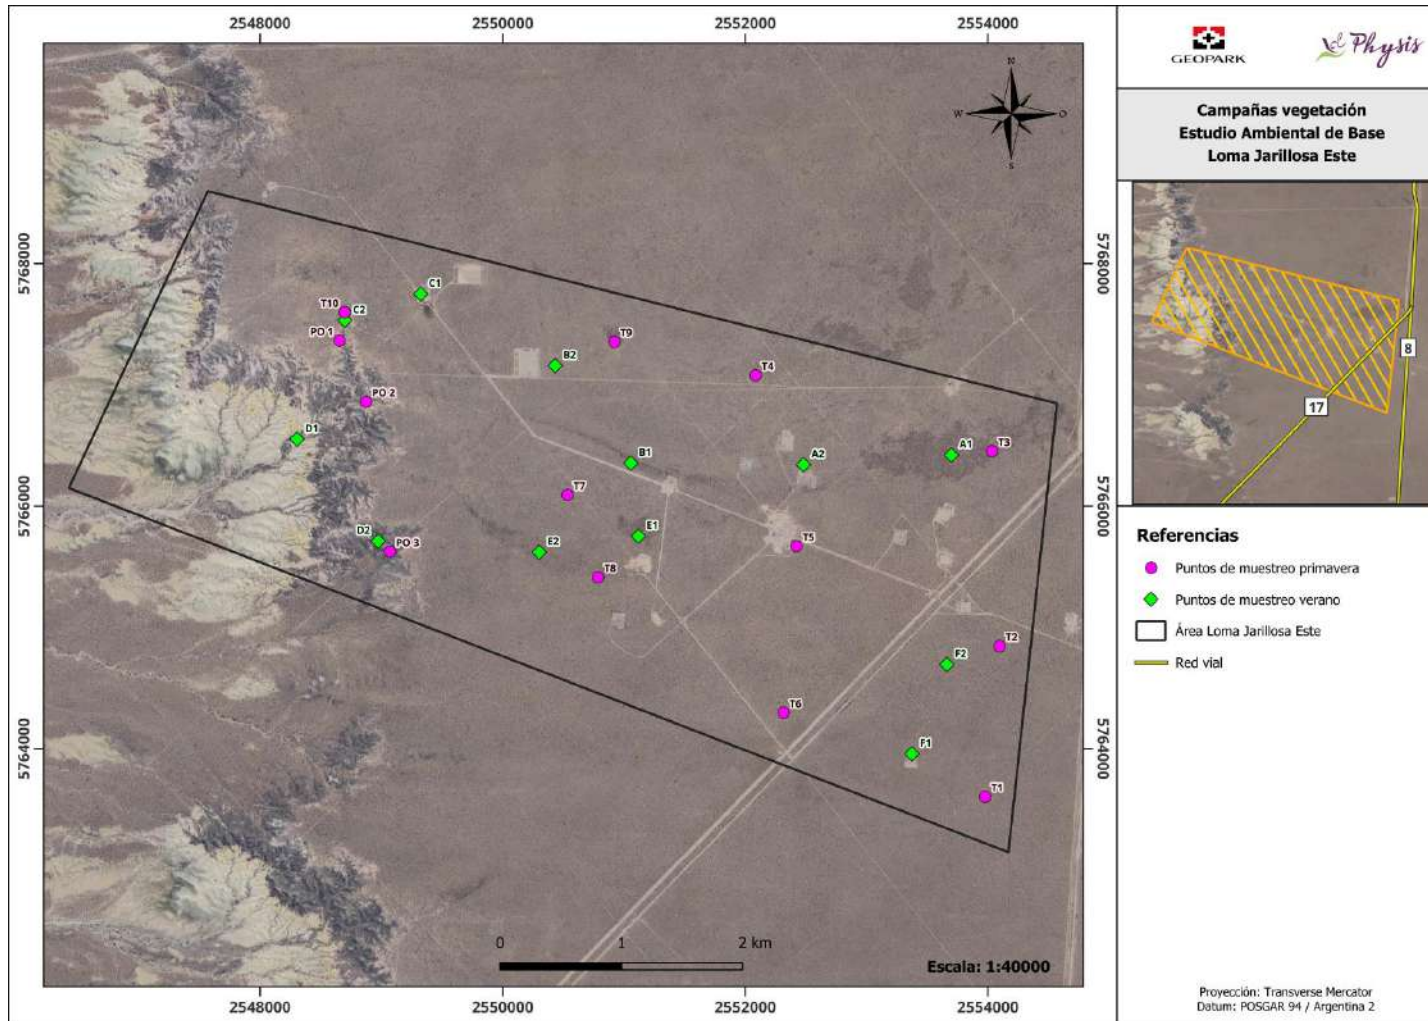 2548000
2550000
2552000
2554000
GEOPARK
Physis
Campañas vegetación
Estudio Ambiental de Base
Loma Jarillosa Este
N
W
O
S
5768000
5768000
C1
T10
C2
PO 1
T9
B2
T4
PO 2
D1
B1
A2
A1
T3
8
17
5766000
5766000
T7
D2
PO 3
E1
E2
T5
T8
T2
F2
T6
F1
T1
5764000
5764000
Referencias
Puntos de muestreo primavera
Puntos de muestreo verano
Área Loma Jarillosa Este
Red vial
0
1
2 km
Escala: 1:40000
2548000
2550000
2552000
2554000
Proyección: Transverse Mercator
Datum: POSGAR 94 / Argentina 2